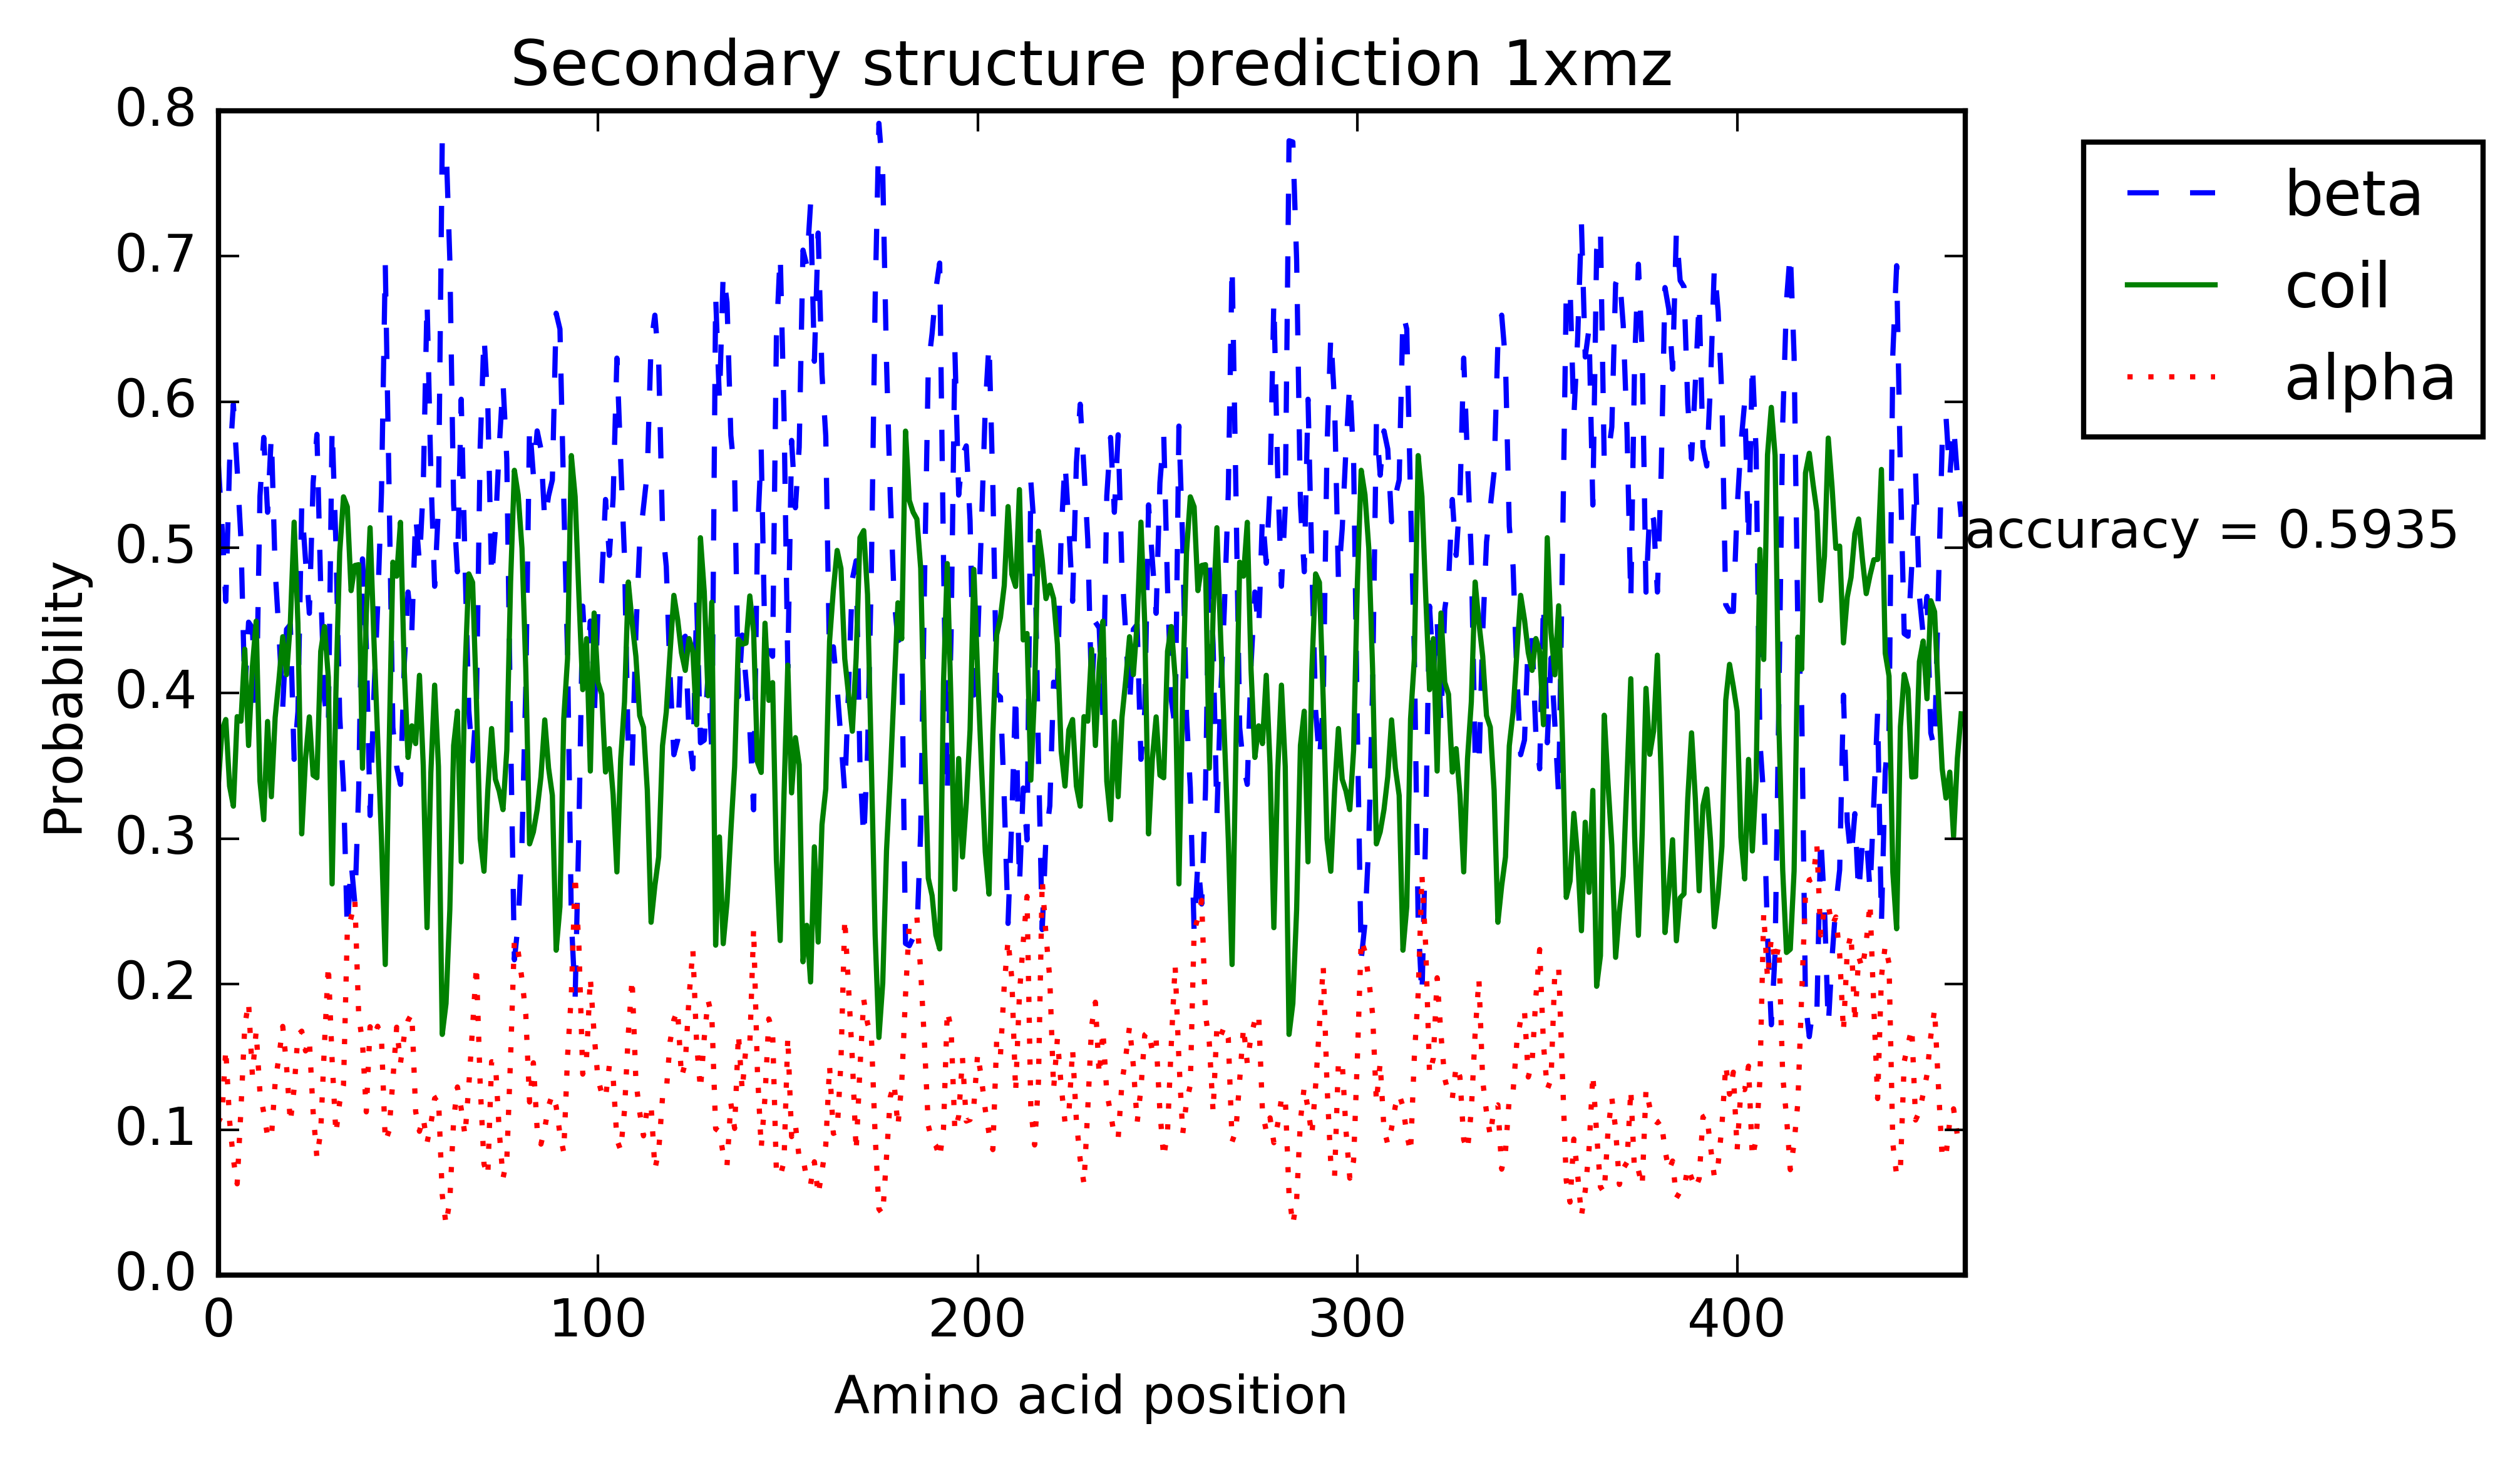 Secondary structure prediction 1xmz
0.8
0.7
0.6
0.5
0.4
0.3
0.2
0.1
0.0
Probability
0
100
200
300
400
Amino acid position
beta
coil
alpha
accuracy = 0.5935